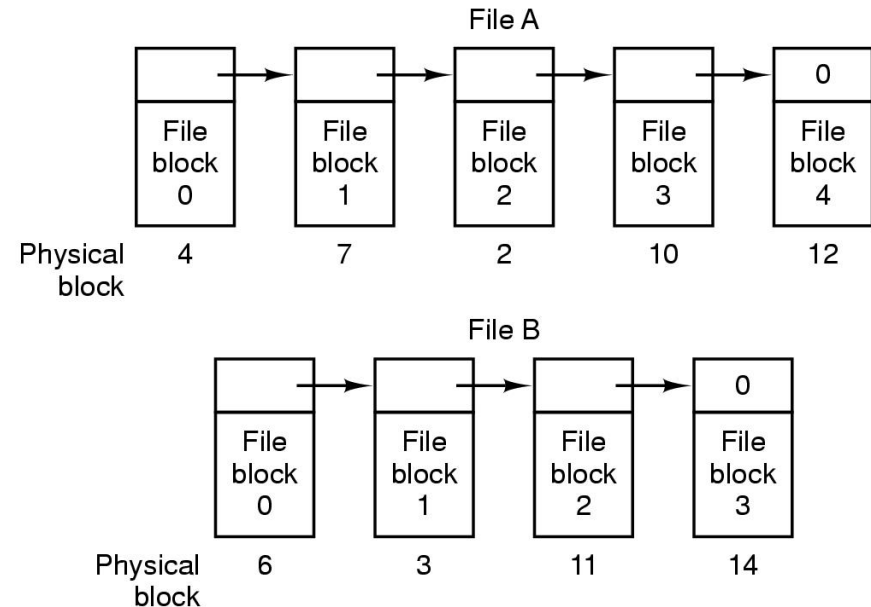 File A
0
File File File File File
block block block block block
0 1 2 3 4
Physical 4 7 2 10 12
block
File B
0
File File File File
block block block block
0 1 2 3
Physical 6 3 11 14
block